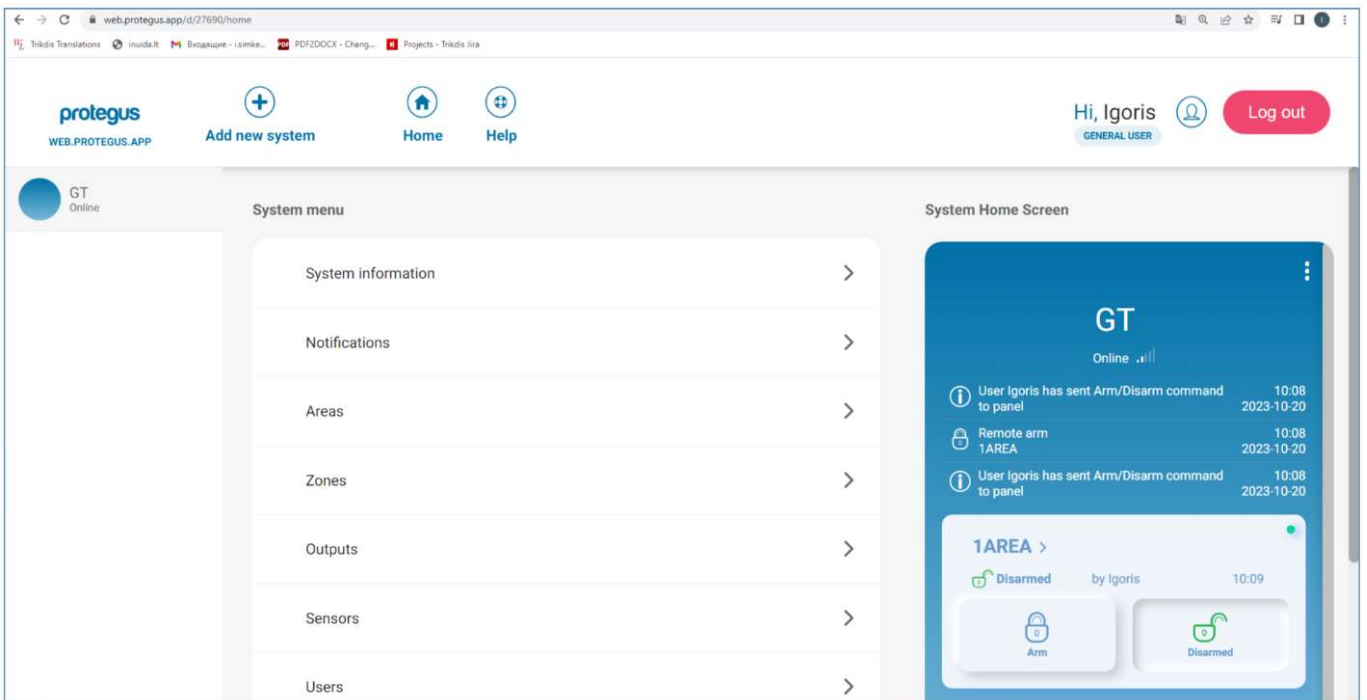 web.protegus.app/d/27690/home
Trikdis Translations inuida.lt Входящие - i.simke... PDF2DOCX - Chang... Projects - Trikdis Jira
protegus
WEB.PROTEGUS.APP
Add new system
Home
Help
Hi, Igoris
GENERAL USER
Log out
GT
Online
System menu
System information
Notifications
Areas
Zones
Outputs
Sensors
Users
System Home Screen
GT
Online
User Igoris has sent Arm/Disarm command 10:08
to panel 2023-10-20
Remote arm 10:08
1AREA 2023-10-20
User Igoris has sent Arm/Disarm command 10:08
to panel 2023-10-20
1AREA >
Disarmed by Igoris 10:09
Arm
Disarmed